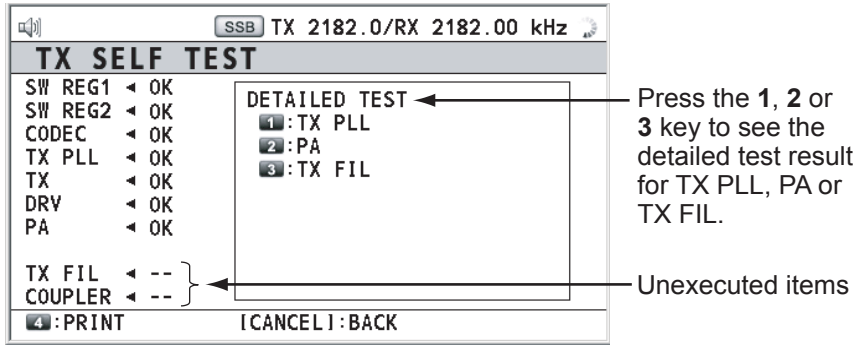 SSB TX 2182.0/RX 2182.00 kHz
TX SELF TEST
SW REG1 ◄ OK
SW REG2 ◄ OK
CODEC ◄ OK
TX PLL ◄ OK
TX ◄ OK
DRV ◄ OK
PA ◄ OK
TX FIL ◄ --
COUPLER ◄ --
DETAILED TEST
1:TX PLL
2:PA
3:TX FIL
4:PRINT [CANCEL]:BACK
Press the 1, 2 or
3 key to see the
detailed test result
for TX PLL, PA or
TX FIL.
Unexecuted items